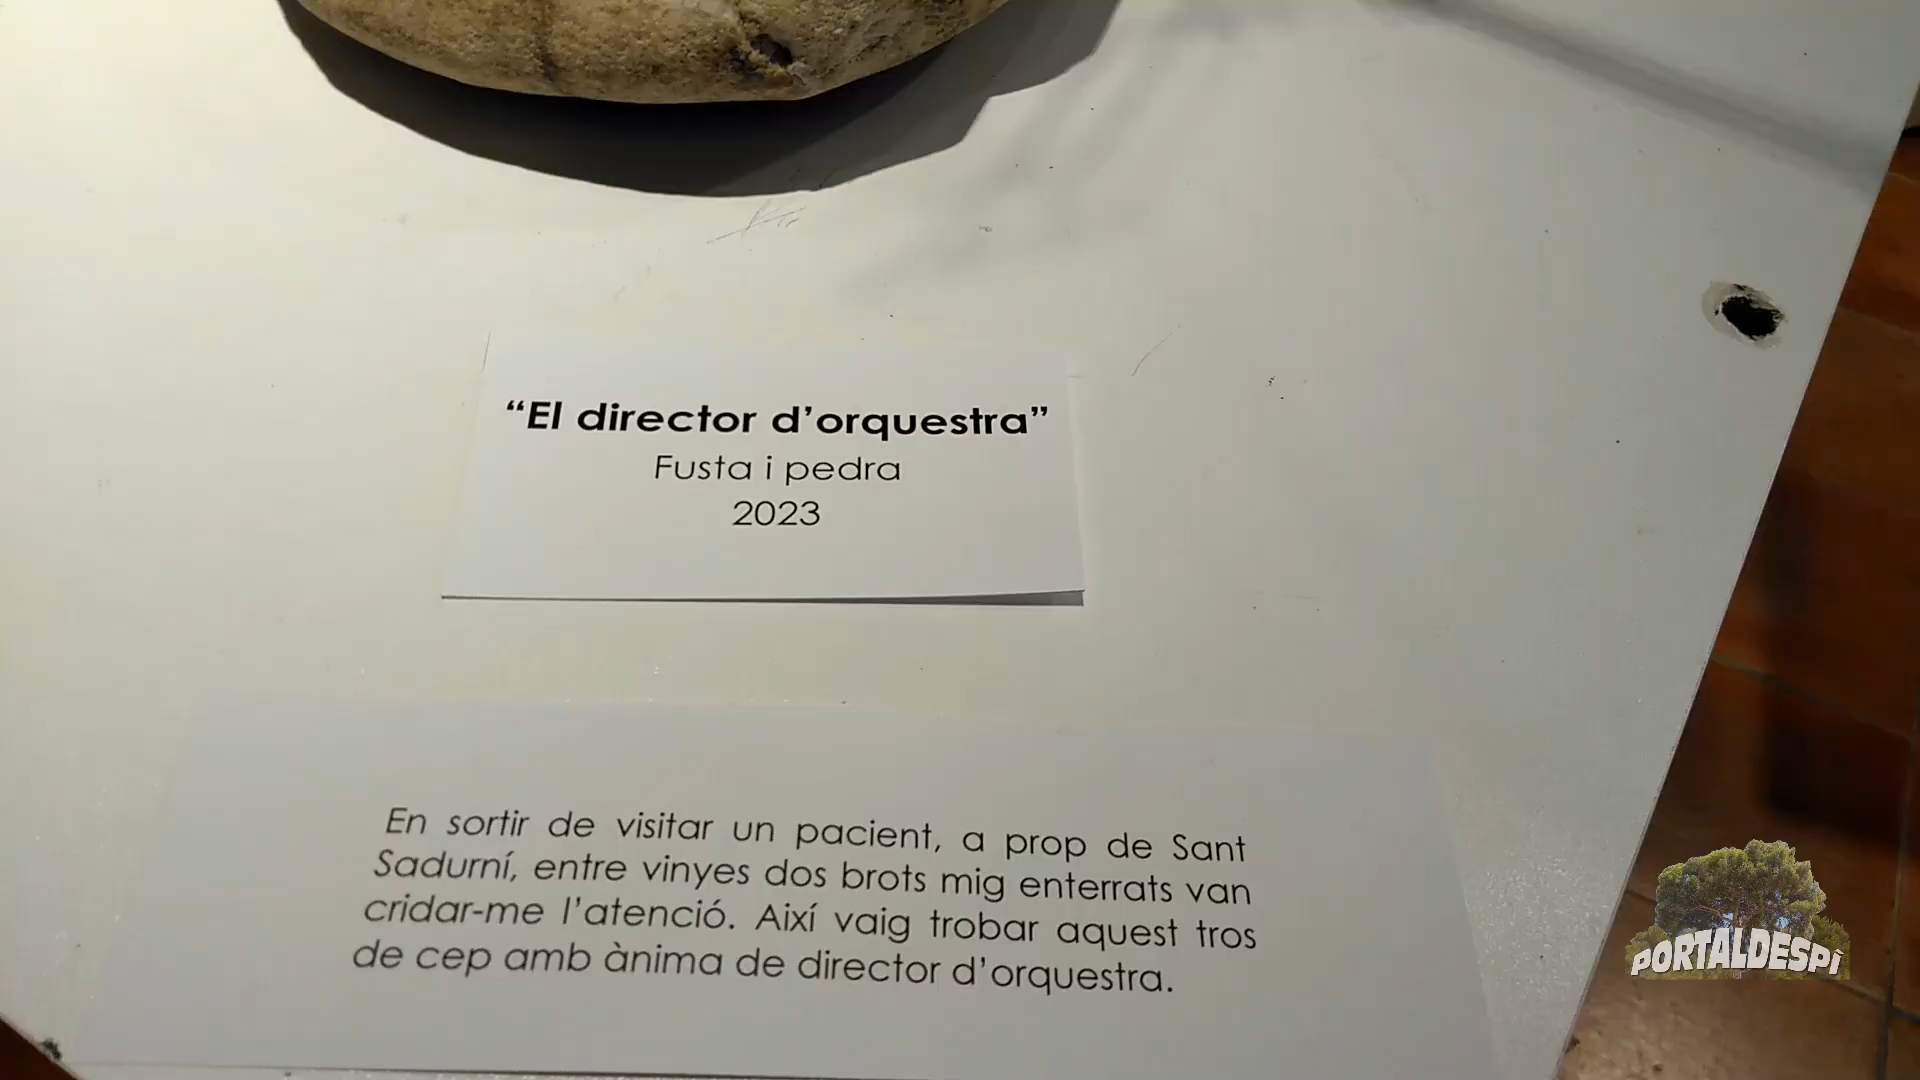 “El director d’orquestra”
Fusta i pedra
2023
En sortir de visitar un pacient, a prop de Sant
Sadurní, entre vinyes dos brots mig enterrats van
cridar-me l’atenció. Així vaig trobar aquest tros
de cep amb ànima de director d’orquestra.
PORTALDESPÌ